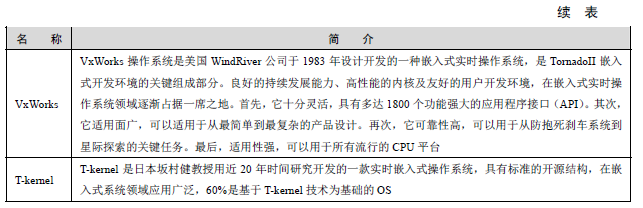 续 表
名 称 简 介
VxWorks 操作系统是美国 WindRiver 公司于 1983 年设计开发的一种嵌入式实时操作系统，是 TornadoII 嵌入
式开发环境的关键组成部分。良好的持续发展能力、高性能的内核及友好的用户开发环境，在嵌入式实时操
作系统领域逐渐占据一席之地。首先，它十分灵活，具有多达 1800 个功能强大的应用程序接口（API）。其次，
VxWorks
它适用面广，可以适用于从最简单到最复杂的产品设计。再次，它可靠性高，可以用于从防抱死刹车系统到
星际探索的关键任务。最后，适用性强，可以用于所有流行的 CPU 平台
T-kernel
T-kernel 是日本坂村健教授用近 20 年时间研究开发的一款实时嵌入式操作系统，具有标准的开源结构，在嵌
入式系统领域应用广泛，60%是基于 T-kernel 技术为基础的 OS